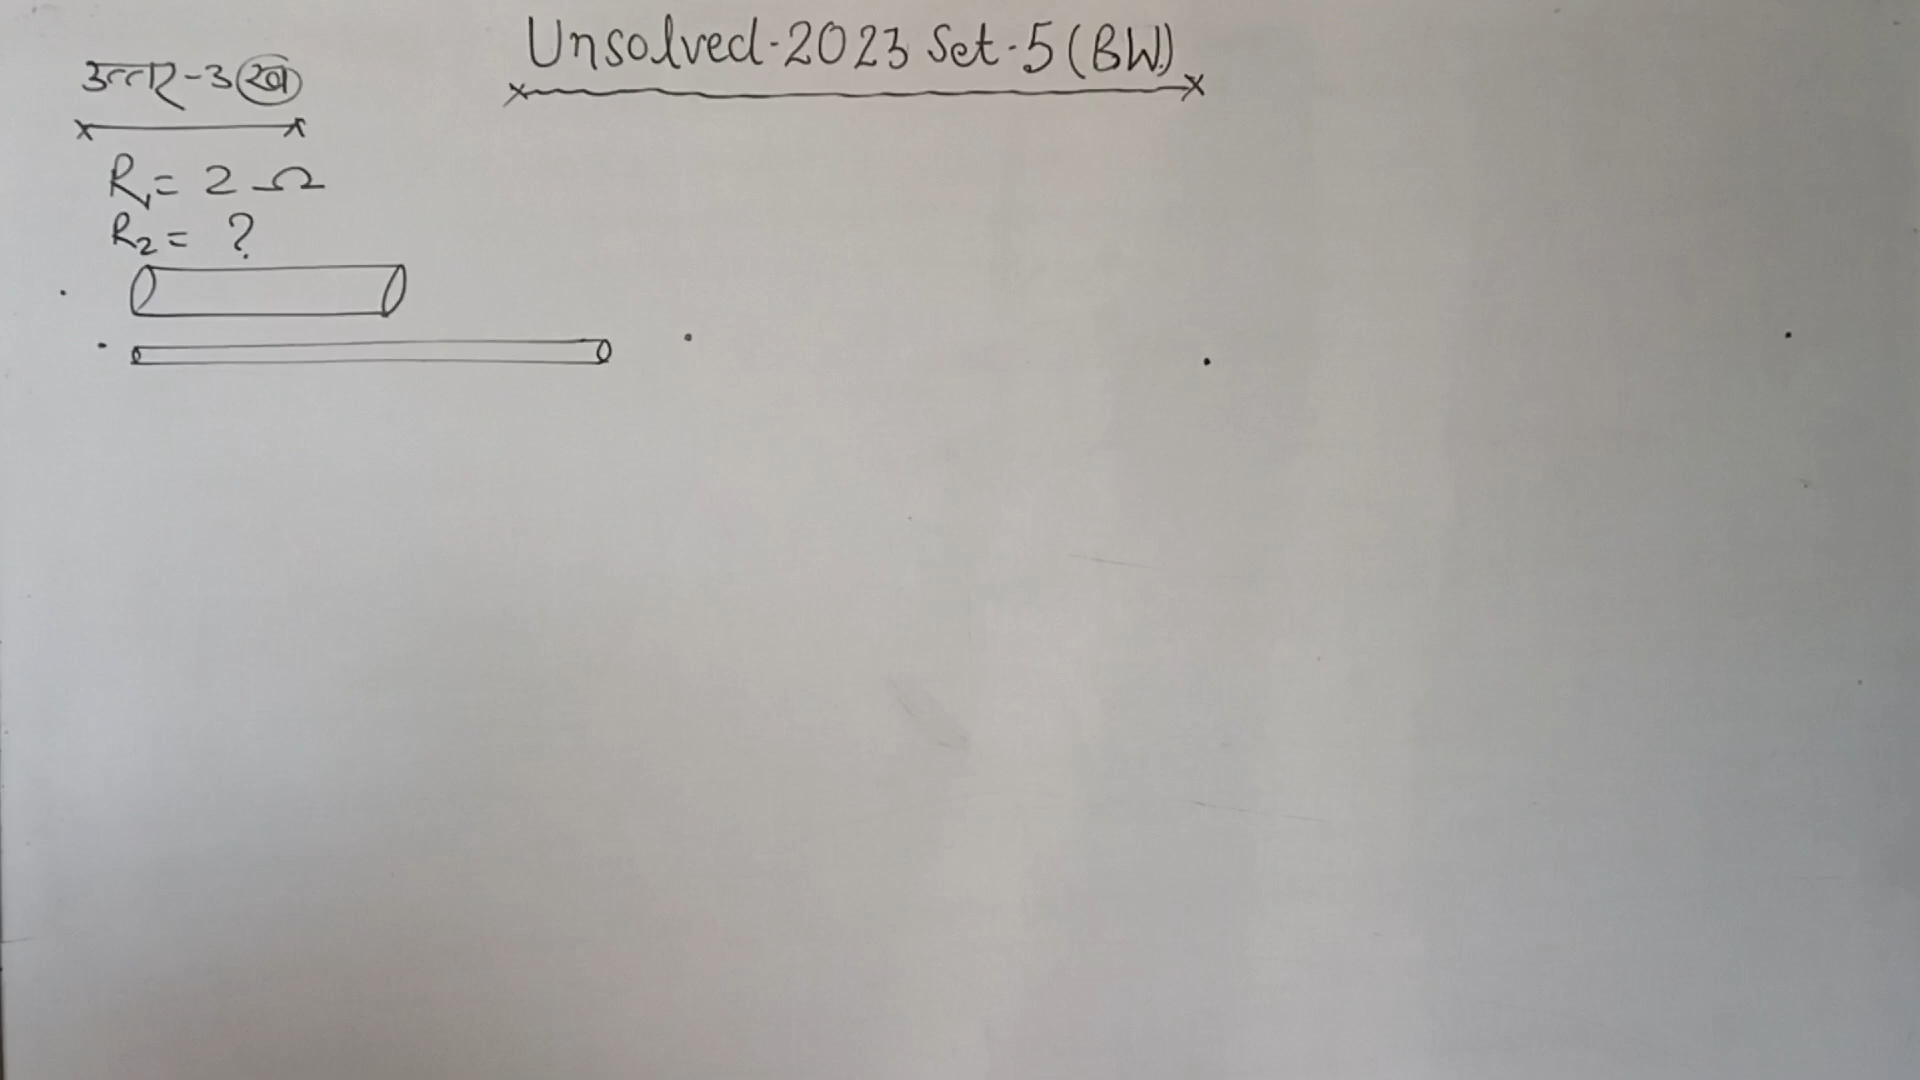 Unsolved-2023 Set-5(BW)
उत्तर-3(ख)
R₁= 2 Ω
R₂= ?